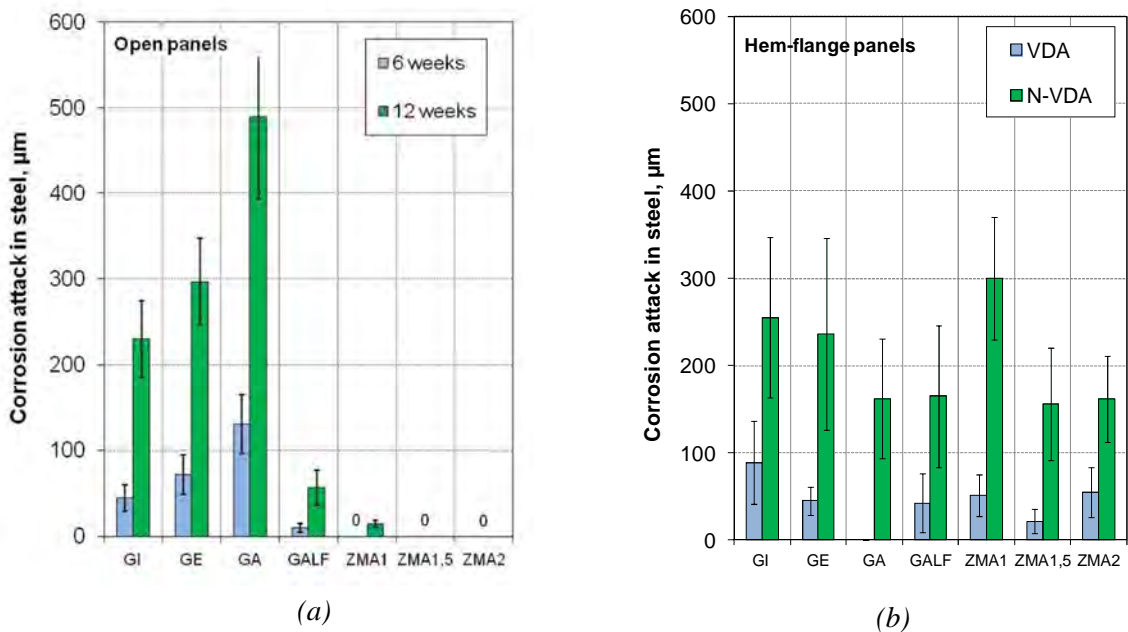 Corrosion attack in steel, µm
600
500
400
300
200
100
0
Open panels
6 weeks
12 weeks
0
0
0
GI GE GA GALF ZMA1 ZMA1,5 ZMA2
(a)
Corrosion attack in steel, µm
600
500
400
300
200
100
0
Hem-flange panels
VDA
N-VDA
GI GE GA GALF ZMA1 ZMA1,5 ZMA2
(b)